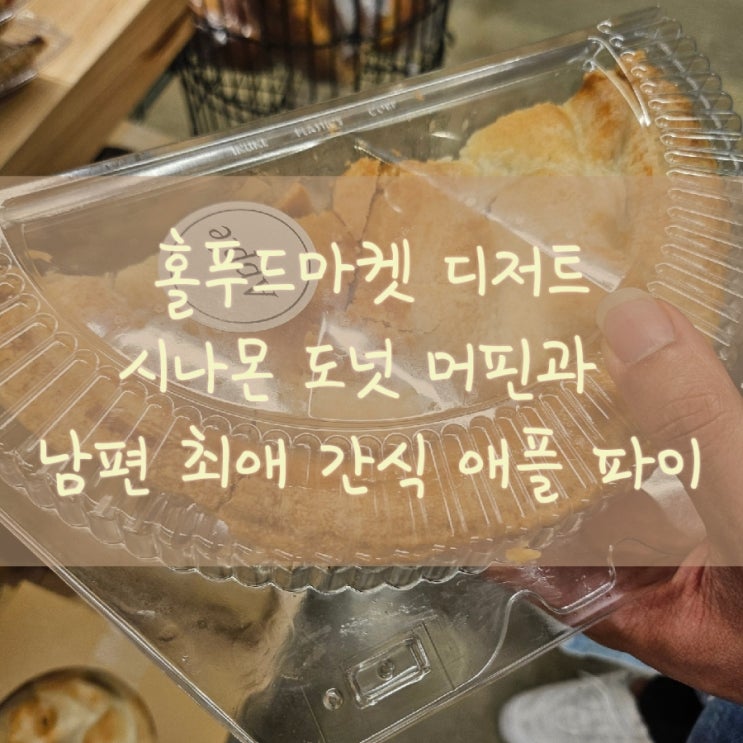 홀푸드마켓 디저트
시나몬 도넛 머핀과
남편 최애 간식 애플 파이
Apple